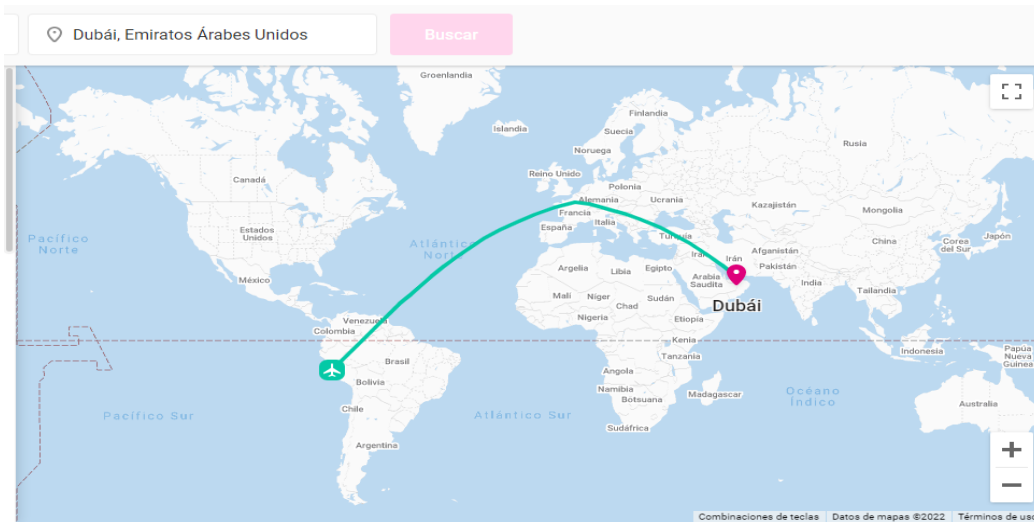 Dubái, Emiratos Árabes Unidos
Buscar
Groenlandia
Finlandia
Islandia
Suecia
Rusia
Noruega
Reino Unido
Canadá
Polonia
Alemania
Ucrania
Kazajistán
Mongolia
Francia
Estados
Unidos
Italia
España
Pacífico
Norte
Atlántico
Norte
Turquía
China
Corea
del Sur
Japón
Afganistán
Irak
Irán
Pakistán
México
Argelia
Libia
Egipto
Arabia
Saudita
India
Tailandia
Malí
Níger
Chad
Sudán
Dubái
Nigeria
Etiopía
Venezuela
Colombia
Kenia
Indonesia
Papúa
Nueva
Guinea
Tanzania
Brasil
Angola
Bolivia
Namibia
Botsuana
Madagascar
Océano
Índico
Pacífico Sur
Chile
Atlántico Sur
Australia
Sudáfrica
Argentina
Combinaciones de teclas
Datos de mapas ©2022
Términos de uso